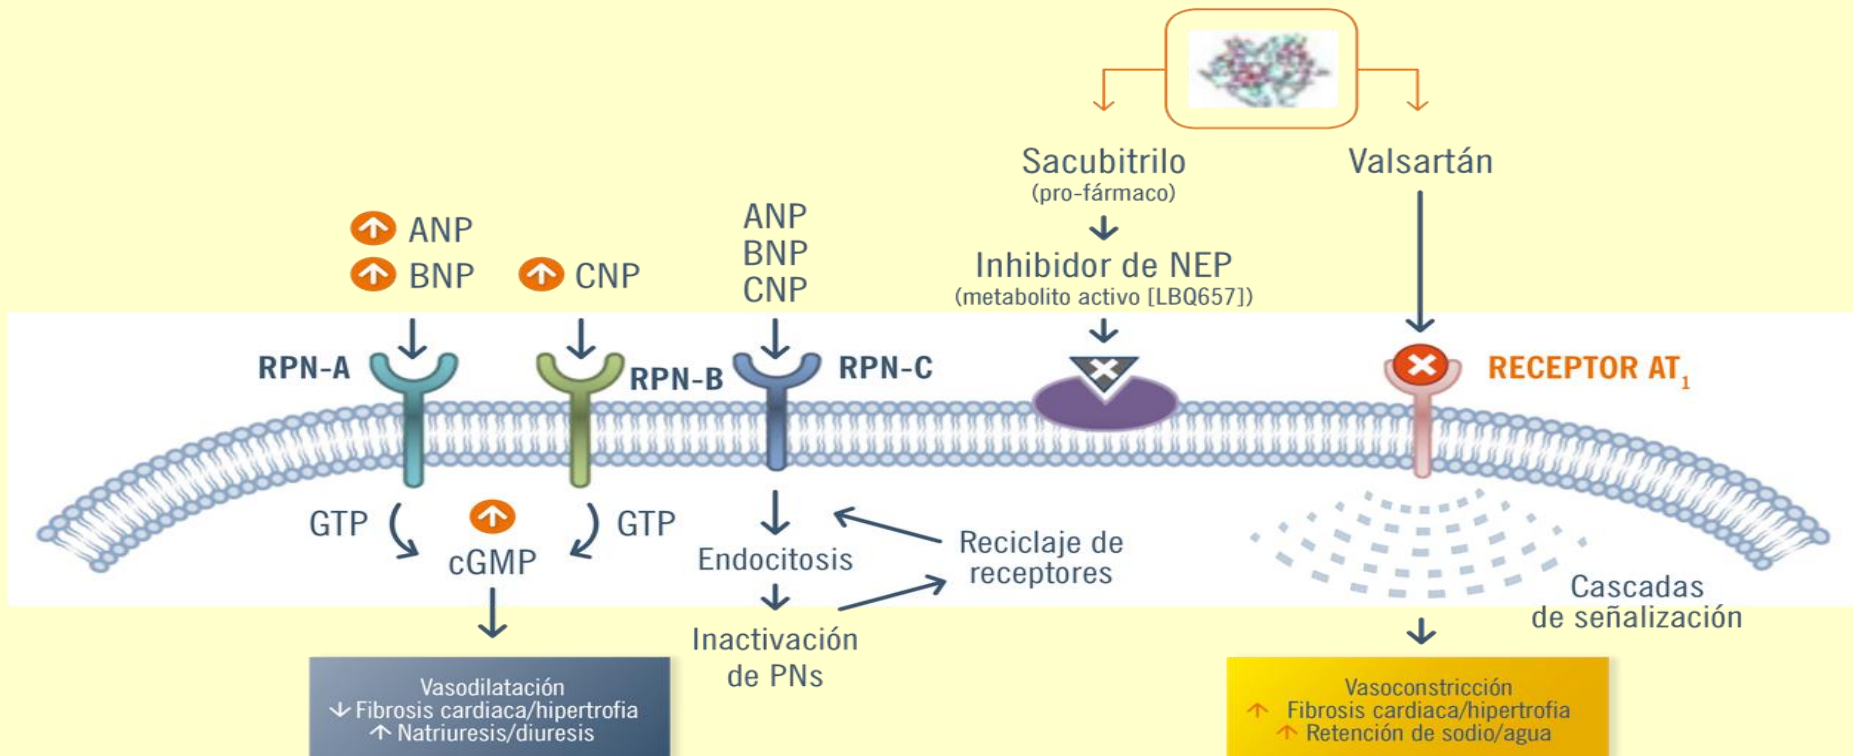 Sacubitrilo
(pro-fármaco)
Valsartán
ANP
BNP
CNP
ANP
BNP
CNP
Inhibidor de NEP
(metabolito activo [LBQ657])
RPN-A
RPN-B
RPN-C
RECEPTOR AT1
GTP
cGMP
GTP
Endocitosis
Reciclaje de
receptores
Inactivación
de PNs
Cascadas
de señalización
Vasodilatación
↓ Fibrosis cardiaca/hipertrofia
↑ Natriuresis/diuresis
Vasoconstricción
↑ Fibrosis cardiaca/hipertrofia
↑ Retención de sodio/agua